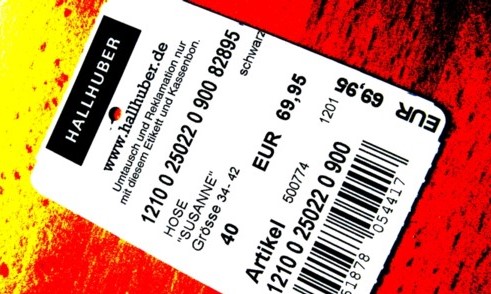 HALLHUBER
www.hallhuber.de
Umtausch und Reklamation nur
mit diesem Etikett und Kassenbon.
1210 0 25022 0 900 82895
schwarz
HOSE
"SUSANNE"
Grösse 34-42
40
EUR 69,95
1201
EUR
69,95
Artikel 500774
1210 0 25022 0 900
51878 054417